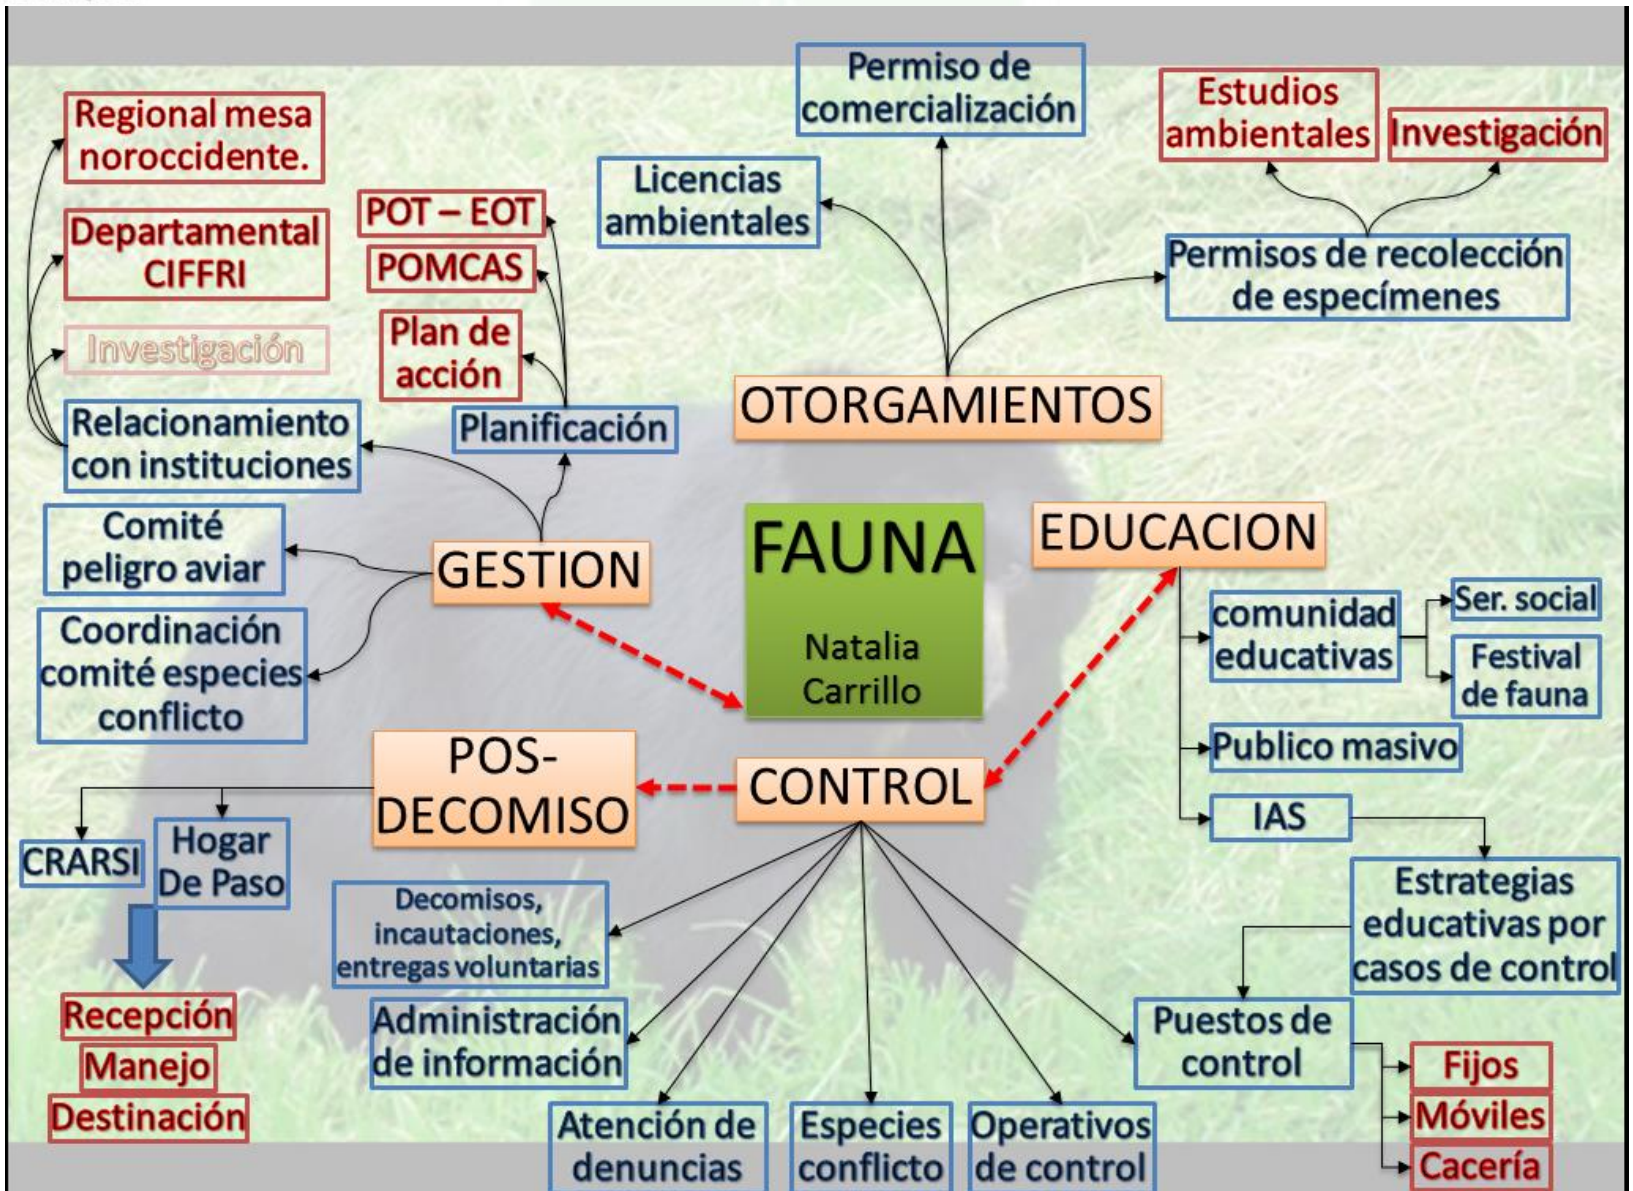 Permiso de
comercialización
Estudios
ambientales
Investigación
Regional mesa
noroccidente.
Licencias
ambientales
POT – EOT
Departamental
CIFFRI
POMCAS
Permisos de recolección
de especímenes
Investigación
Plan de
acción
OTORGAMIENTOS
Relacionamiento
con instituciones
Planificación
Comité
peligro aviar
GESTION
FAUNA
Natalia
Carrillo
EDUCACION
Coordinación
comité especies
conflicto
comunidad
educativas
Ser. social
Festival
de fauna
Publico masivo
POS-
DECOMISO
CONTROL
IAS
CRARSI
Hogar
De Paso
Estrategias
educativas por
casos de control
Decomisos,
incautaciones,
entregas voluntarias
Recepción
Manejo
Destinación
Administración
de información
Puestos de
control
Atención de
denuncias
Especies
conflicto
Operativos
de control
Fijos
Móviles
Cacería